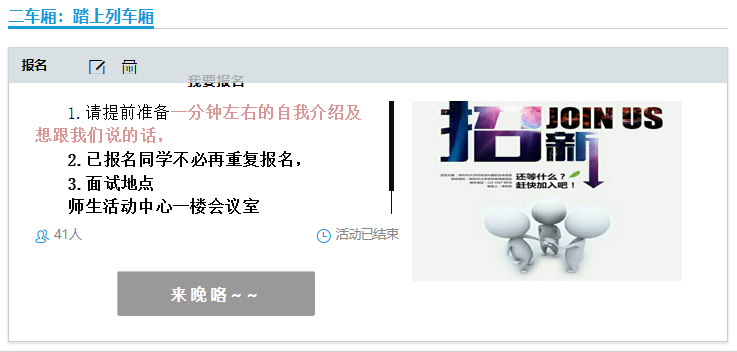 二车厢：踏上列车厢
报名
我要报名
1.请提前准备一分钟左右的自我介绍及
想跟我们说的话，
2.已报名同学不必再重复报名，
3.面试地点
师生活动中心一楼会议室
41人
活动已结束
来晚咯~~
招新
JOIN US
还等什么？
赶快加入吧！